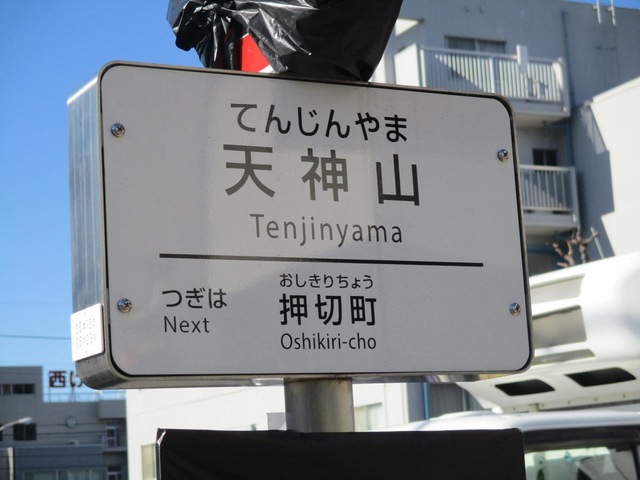 てんじんやま
天神山
Tenjinyama
つぎは
Next
おしきりちょう
押切町
Oshikiri-cho
西